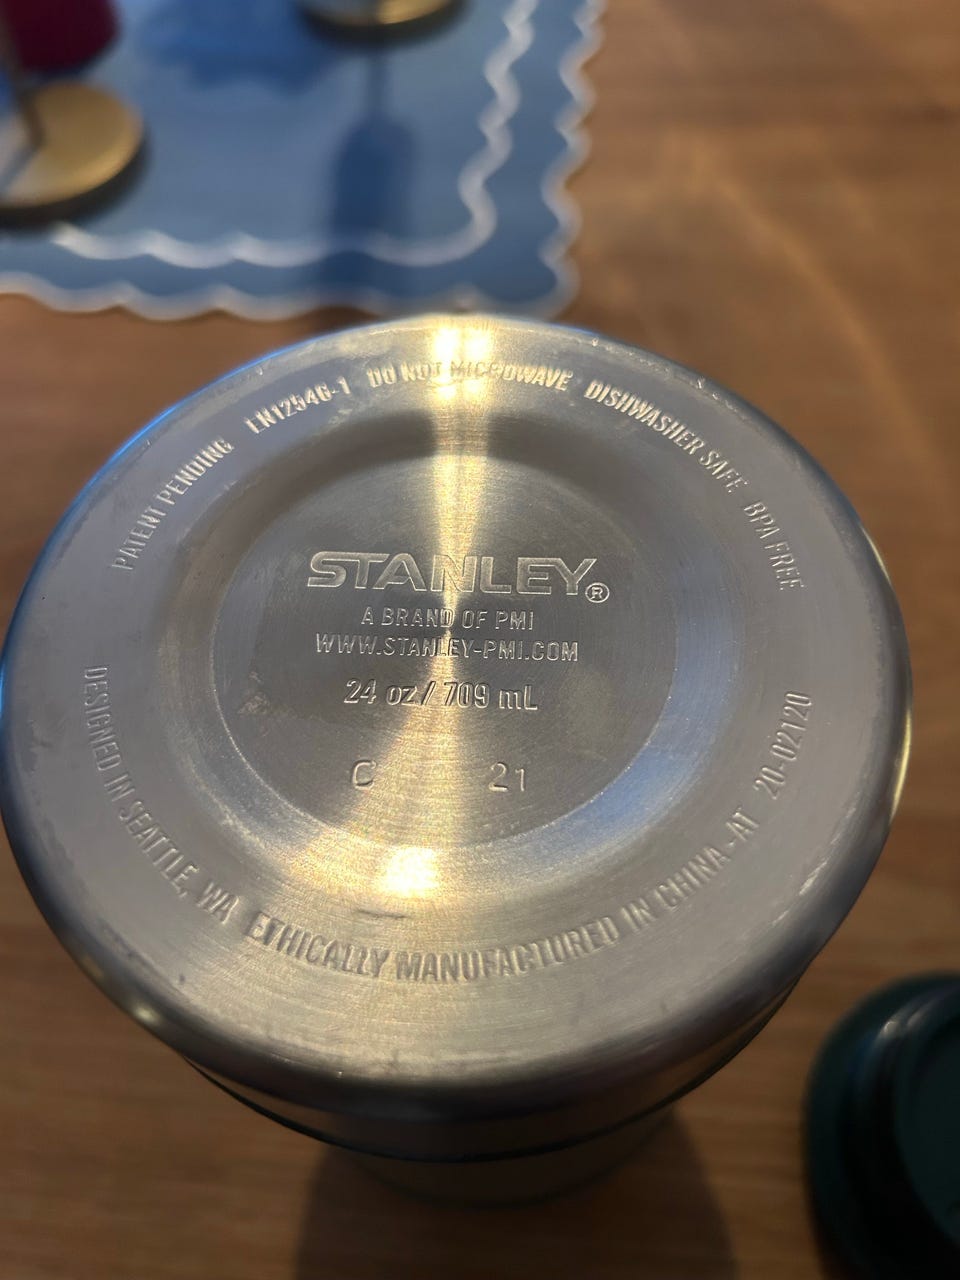 PATENT PENDING LN1254G-1 DO NOT MICROWAVE DISHWASHER SAFE BPA FREE
STANLEY®
A BRAND OF PMI
WWW.STANLEY-PMI.COM
24 oz / 709 mL
C 21
DESIGNED IN SEATTLE, WA ETHICALLY MANUFACTURED IN CHINA - AT 20-02120